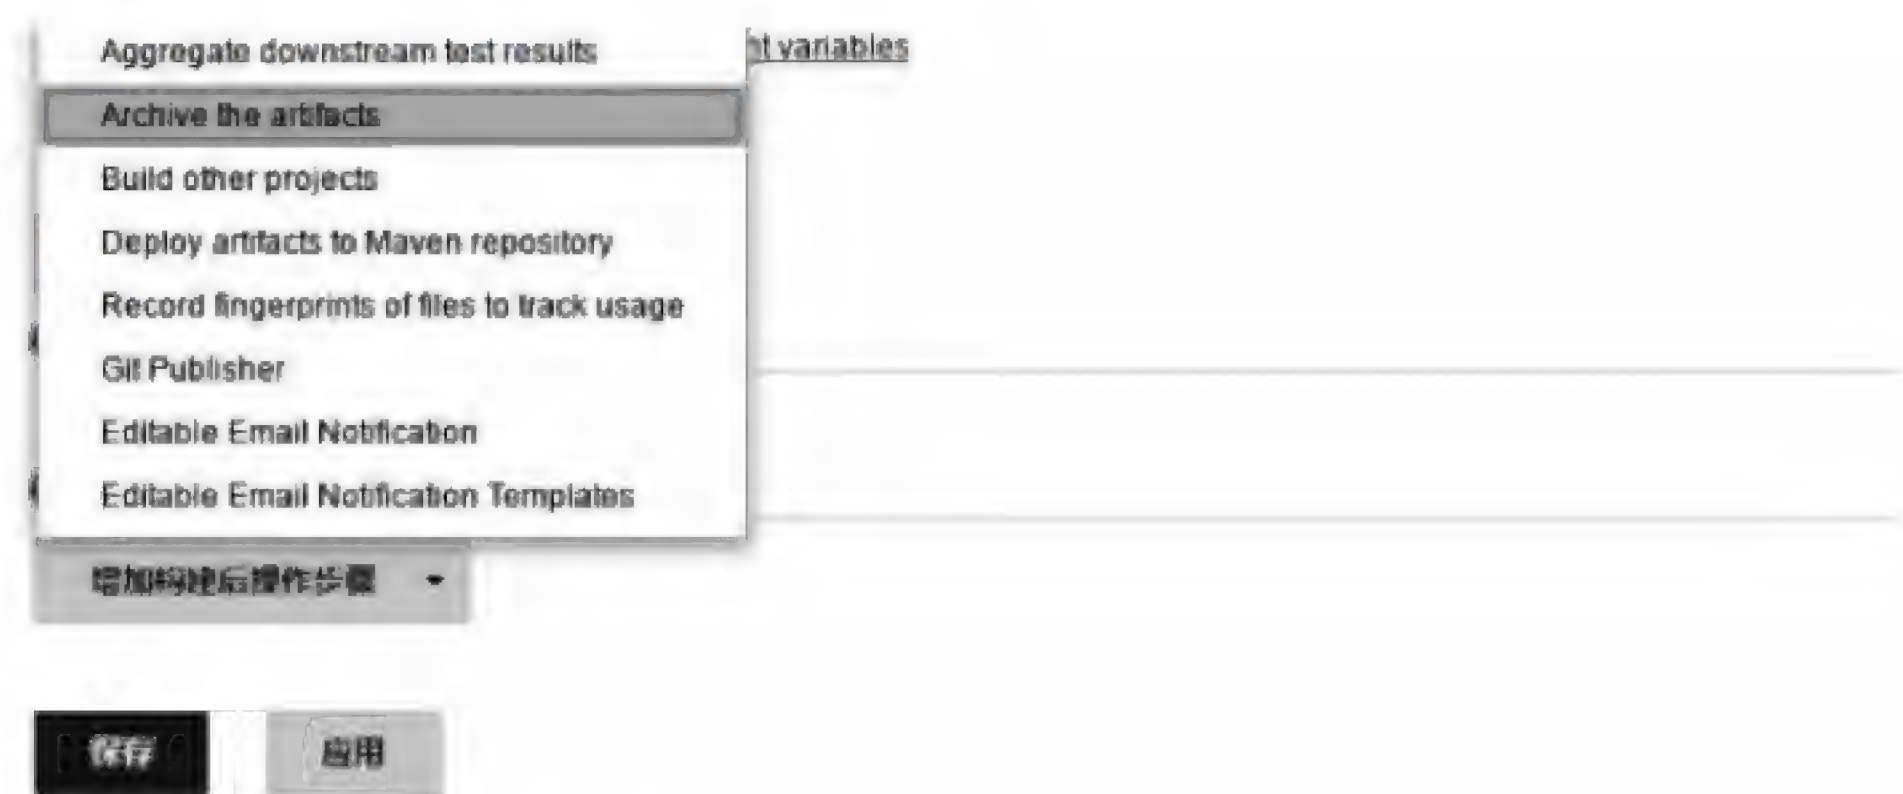 Aggregate downstream test results
variables
Archive the artifacts
Build other projects
Deploy artifacts to Maven repository
Record fingerprints of files to track usage
Git Publisher
Editable Email Notification
Editable Email Notification Templates
增加构建后操作步骤
保存
应用